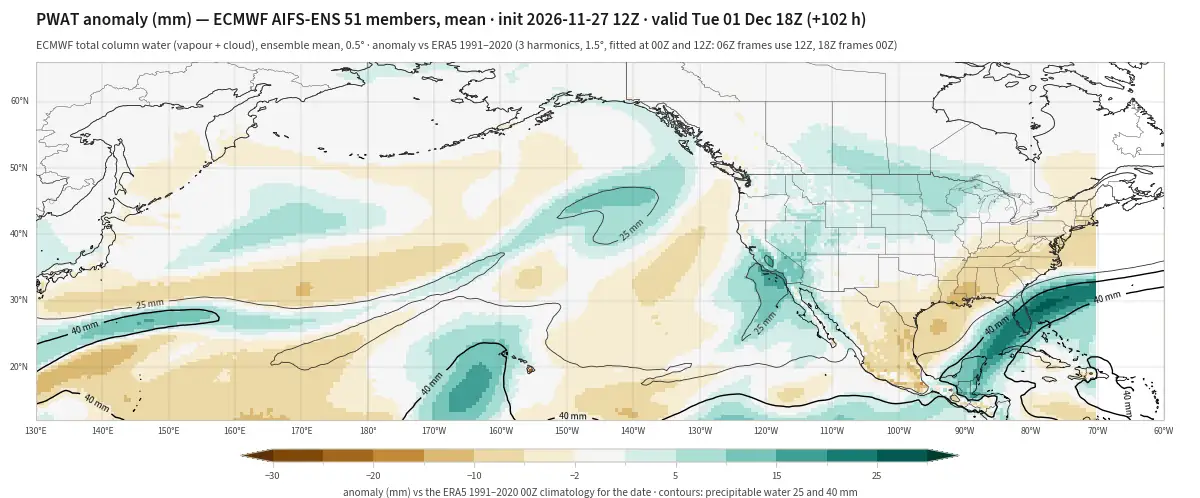 PWAT anomaly (mm) — ECMWF AIFS-ENS 51 members, mean · init 2026-11-27 12Z · valid Tue 01 Dec 18Z (+102 h)
ECMWF total column water (vapour + cloud), ensemble mean, 0.5° · anomaly vs ERA5 1991–2020 (3 harmonics, 1.5°, fitted at 00Z and 12Z: 06Z frames use 12Z, 18Z frames 00Z)
60°N
50°N
40°N
30°N
20°N
25 mm
25 mm
25 mm
40 mm
40 mm
40 mm
40 mm
40 mm
40 mm
40 mm
130°E 140°E 150°E 160°E 170°E 180° 170°W 160°W 150°W 140°W 130°W 120°W 110°W 100°W 90°W 80°W 70°W 60°W
−30 −20 −10 −2 5 15 25
anomaly (mm) vs the ERA5 1991–2020 00Z climatology for the date · contours: precipitable water 25 and 40 mm